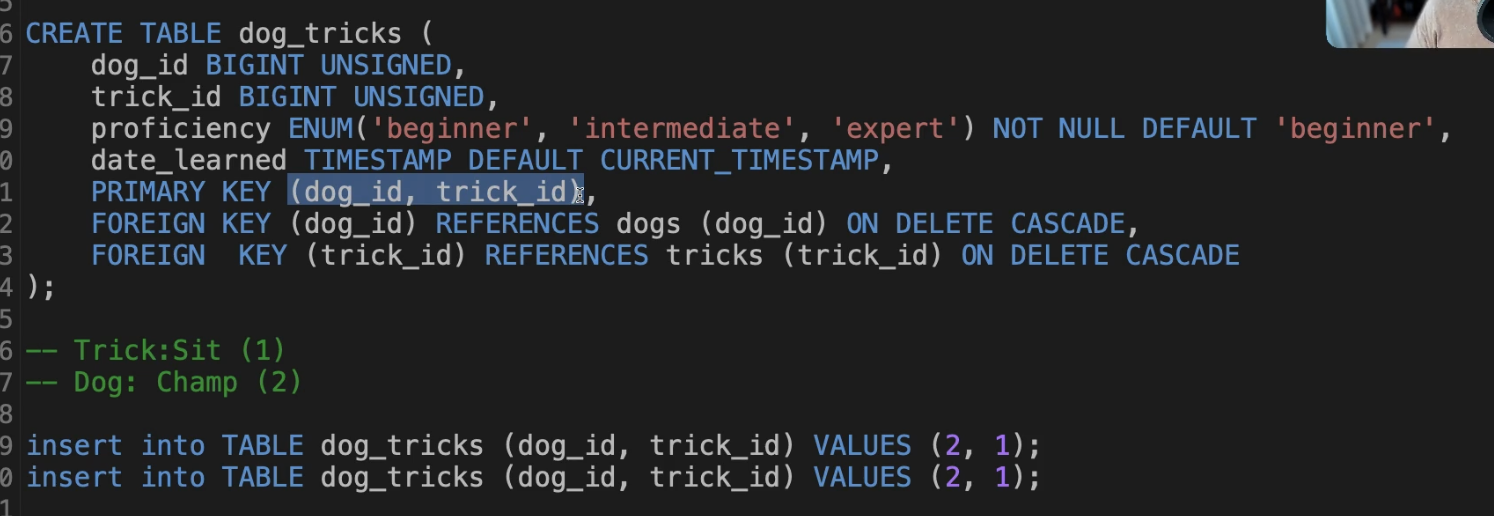 5
6 CREATE TABLE dog_tricks (
7 dog_id BIGINT UNSIGNED,
8 trick_id BIGINT UNSIGNED,
9 proficiency ENUM('beginner', 'intermediate', 'expert') NOT NULL DEFAULT 'beginner',
0 date_learned TIMESTAMP DEFAULT CURRENT_TIMESTAMP,
1 PRIMARY KEY (dog_id, trick_id),
2 FOREIGN KEY (dog_id) REFERENCES dogs (dog_id) ON DELETE CASCADE,
3 FOREIGN  KEY (trick_id) REFERENCES tricks (trick_id) ON DELETE CASCADE
4 );
5
6 -- Trick:Sit (1)
7 -- Dog: Champ (2)
8
9 insert into TABLE dog_tricks (dog_id, trick_id) VALUES (2, 1);
0 insert into TABLE dog_tricks (dog_id, trick_id) VALUES (2, 1);
1